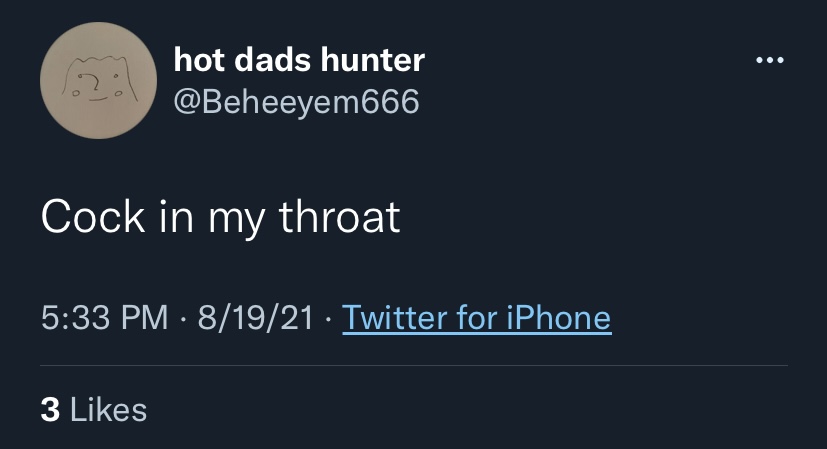 hot dads hunter
@Beheeyem666
Cock in my throat
5:33 PM · 8/19/21 · Twitter for iPhone
3 Likes